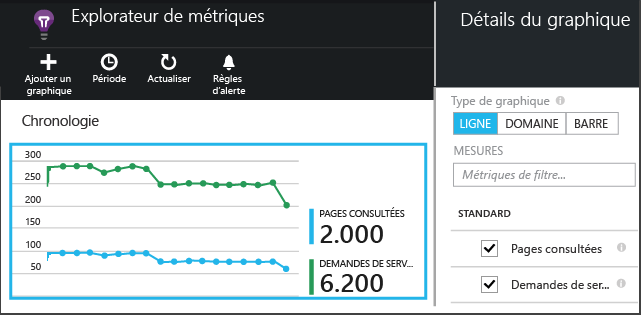 Explorateur de métriques
Ajouter un
graphique
Période
Actualiser
Règles
d'alerte
Chronologie
300
250
200
150
100
50
PAGES CONSULTÉES
2.000
DEMANDES DE SERV...
6.200
Détails du graphique
Type de graphique
LIGNE
DOMAINE
BARRE
MESURES
Métriques de filtre...
STANDARD
Pages consultées
Demandes de ser...